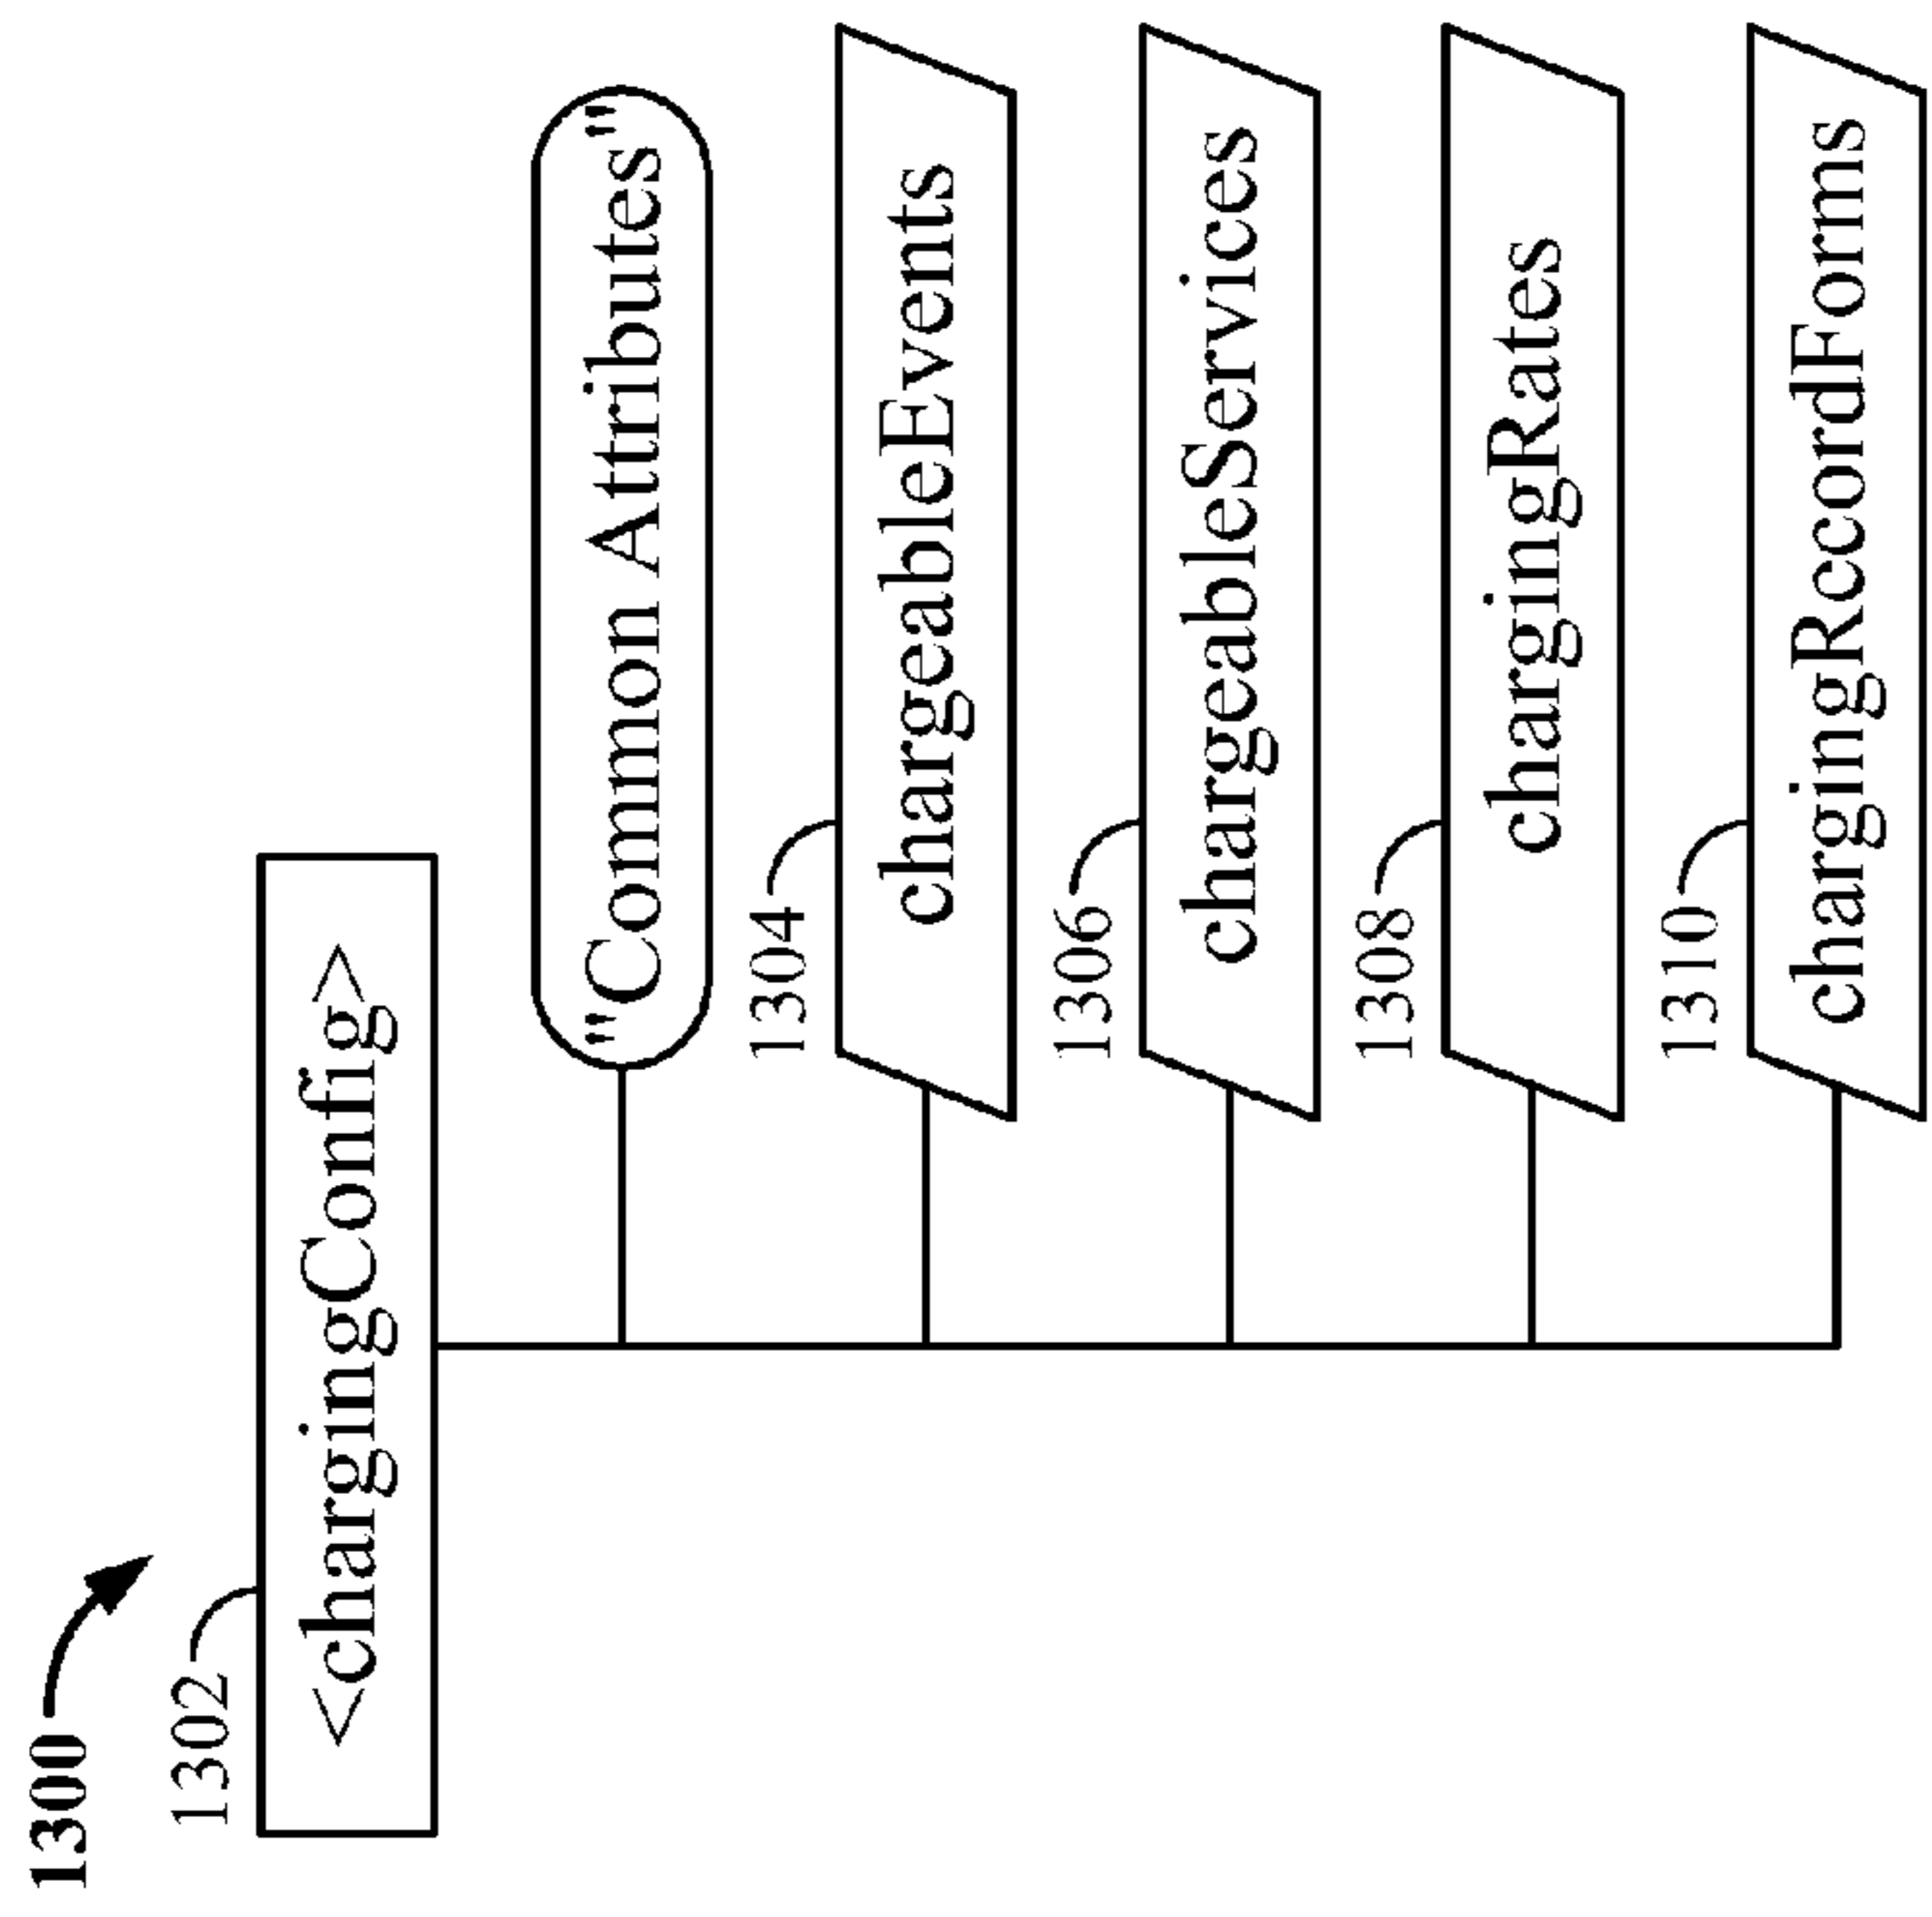 1300
1302
<chargingConfig>
"Common Attributes"
1304
chargeableEvents
1306
chargeableServices
1308
chargingRates
1310
chargingRccordForms